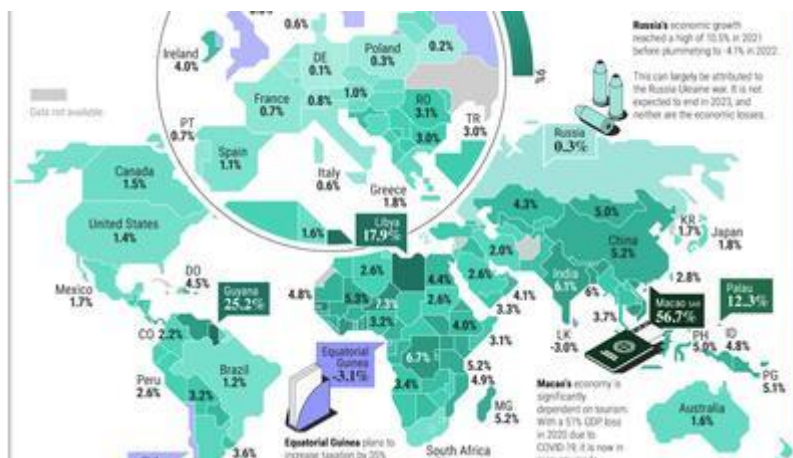 0.6%
Ireland
4.0%
Poland
0.3%
0.2%
DE
0.1%
France
0.7%
0.8%
1.0%
RO
3.1%
3.0%
TR
3.0%
PT
0.7%
Spain
1.1%
Italy
0.6%
Greece
1.8%
1.6%
Data not available
6%
Russia's economic growth
reached a high of 10.5% in 2021
before plummeting to -4.1% in 2022.
This can largely be attributed to
the Russia Ukraine war. It is not
expected to end in 2023, and
neither are the economic losses.
Russia
0.3%
Canada
1.5%
United States
1.4%
Mexico
1.7%
DO
4.5%
Guyana
25.2%
CO 2.2%
Peru
2.6%
Brazil
1.2%
3.2%
3.6%
Libya
17.9%
4.8%
2.6%
4.4%
5.3%
7.3%
2.6%
3.2%
4.0%
3.1%
6.7%
5.2%
4.9%
3.4%
MG
5.2%
South Africa
Equatorial
Guinea
-3.1%
Equatorial Guinea plans to
increase taxation by 35%
4.3%
5.0%
2.0%
2.6%
4.1%
3.3%
China
5.2%
India
6.1%
6%
KR
1.7%
Japan
1.8%
2.8%
3.7%
LK
-3.0%
Macao SAR
56.7%
Palau
12.3%
PH
5.0%
ID
4.8%
PG
5.1%
Australia
1.6%
Macao's economy is
significantly
dependent on tourism.
With a 51% GDP loss
in 2020 due to
COVID-19, it is now in